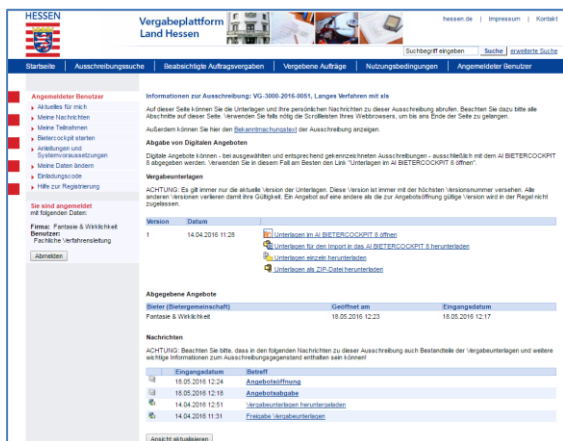 HESSEN
Vergabeplattform
Land Hessen
hessen.de | Impressum | Kontakt
Suchbegriff eingeben Suche erweiterte Suche
Startseite Ausschreibungssuche Beabsichtigte Auftragsvergaben Vergebene Aufträge Nutzungsbedingungen Angemeldeter Benutzer
Angemeldeter Benutzer
Aktuelles für mich
Meine Nachrichten
Meine Teilnahmen
Bietercockpit starten
Anleitungen und
Systemvoraussetzungen
Meine Daten ändern
Einladungscode
Hilfe zur Registrierung
Sie sind angemeldet
mit folgenden Daten:
Firma: Fantasie & Wirklichkeit
Benutzer:
Fachliche Verfahrensleitung
Abmelden
Informationen zur Ausschreibung: VG-3000-2016-0051, Langes Verfahren mit xls
Auf dieser Seite können Sie die Unterlagen und Ihre persönlichen Nachrichten zu dieser Ausschreibung abrufen. Beachten Sie dazu bitte alle
Abschnitte auf dieser Seite. Verwenden Sie falls nötig die Scrollleisten Ihres Webbrowsers, um bis ans Ende der Seite zu gelangen.
Außerdem können Sie hier den Bekanntmachungstext der Ausschreibung anzeigen.
Abgabe von Digitalen Angeboten
Digitale Angebote können - bei ausgewählten und entsprechend gekennzeichneten Ausschreibungen - ausschließlich mit dem AI BIETERCOCKPIT
8 abgegeben werden. Verwenden Sie in diesem Fall am Besten den Link "Unterlagen im AI BIETERCOCKPIT 8 öffnen".
Vergabeunterlagen
ACHTUNG: Es gilt immer nur die aktuelle Version der Unterlagen. Diese Version ist immer mit der höchsten Versionsnummer versehen. Alle
anderen Versionen verlieren damit ihre Gültigkeit. Ein Angebot auf eine andere als die zur Angebotsöffnung gültige Version wird in der Regel nicht
zugelassen.
Version Datum
1 14.04.2016 11:26 Unterlagen im AI BIETERCOCKPIT 8 öffnen
Unterlagen für den Import in das AI BIETERCOCKPIT 8 herunterladen
Unterlagen einzeln herunterladen
Unterlagen als ZIP-Datei herunterladen
Abgegebene Angebote
Bieter (Bietergemeinschaft) Geöffnet am Eingangsdatum
Fantasie & Wirklichkeit 18.05.2016 12:23 18.05.2016 12:17
Nachrichten
ACHTUNG: Beachten Sie bitte, dass in den folgenden Nachrichten zu dieser Ausschreibung auch Bestandteile der Vergabeunterlagen und weitere
wichtige Informationen zum Ausschreibungsgegenstand enthalten sein können!
Eingangsdatum Betreff
18.05.2016 12:24 Angebotsöffnung
18.05.2016 12:18 Angebotsabgabe
14.04.2016 12:51 Vergabeunterlagen heruntergeladen
14.04.2016 11:31 Freigabe Vergabeunterlagen
Ansicht aktualisieren